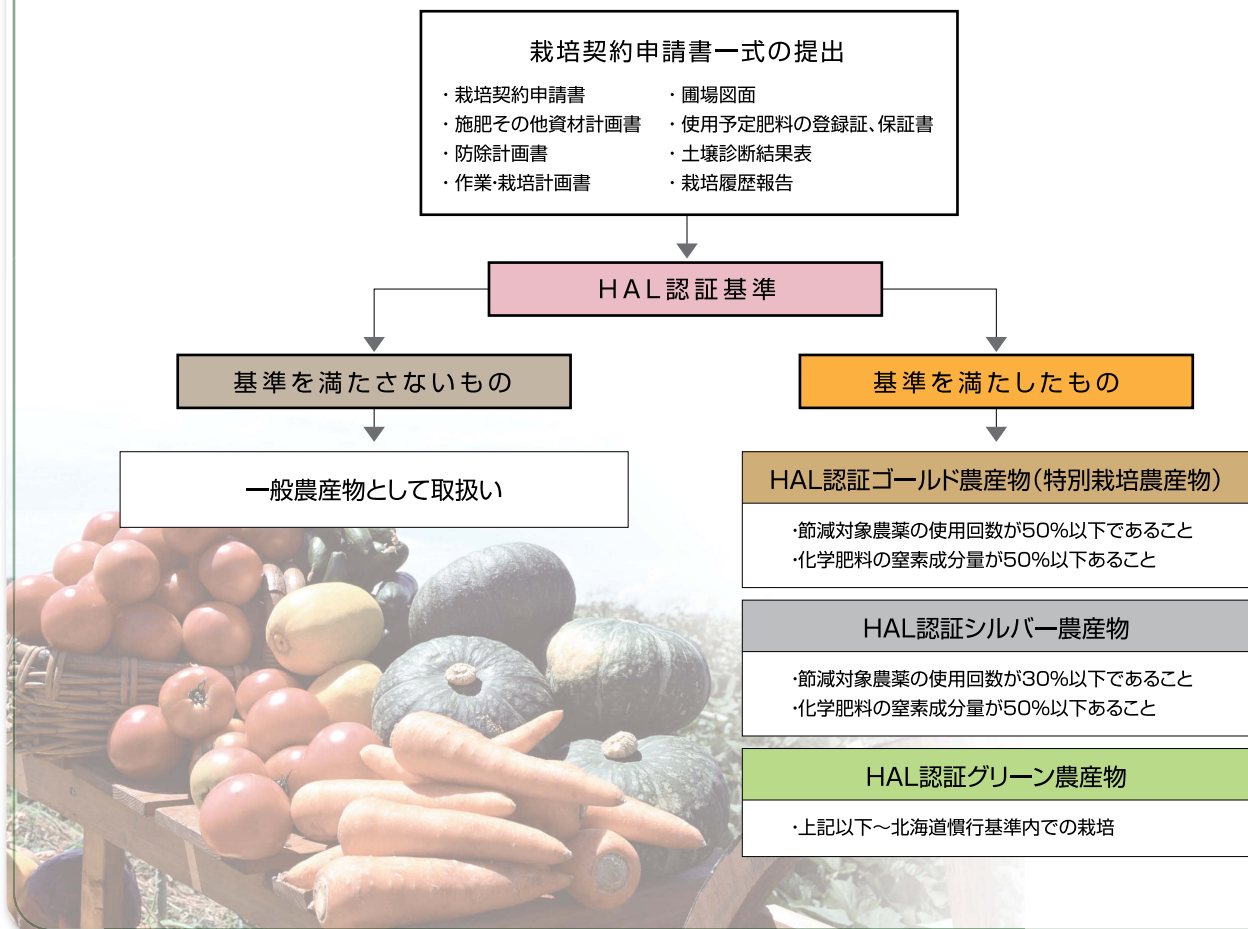 栽培契約申請書一式の提出
・栽培契約申請書
・施肥その他資材計画書
・防除計画書
・作業・栽培計画書
・圃場図面
・使用予定肥料の登録証、保証書
・土壌診断結果表
・栽培履歴報告
HAL認証基準
基準を満たさないもの
一般農産物として取扱い
基準を満たしたもの
HAL認証ゴールド農産物(特別栽培農産物)
・節減対象農薬の使用回数が50%以下であること
・化学肥料の窒素成分量が50%以下あること
HAL認証シルバー農産物
・節減対象農薬の使用回数が30%以下であること
・化学肥料の窒素成分量が50%以下あること
HAL認証グリーン農産物
・上記以下〜北海道慣行基準内での栽培